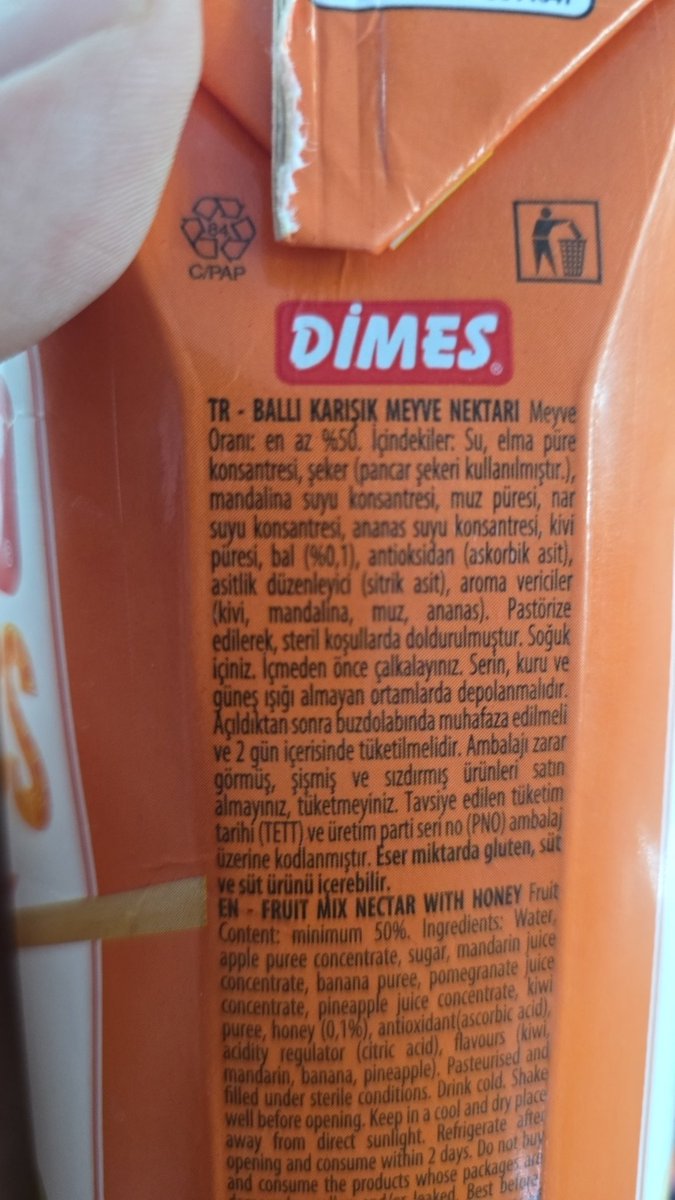 84
C/PAP
DİMES
TR - BALLI KARIŞIK MEYVE NEKTARI Meyve
Oranı: en az %50. İçindekiler: Su, elma püre
konsantresi, şeker (pancar şekeri kullanılmıştır.),
mandalina suyu konsantresi, muz püresi, nar
suyu konsantresi, ananas suyu konsantresi, kivi
püresi, bal (%0,1), antioksidan (askorbik asit),
asitlik düzenleyici (sitrik asit), aroma vericiler
(kivi, mandalina, muz, ananas). Pastörize
edilerek, steril koşullarda doldurulmuştur. Soğuk
içiniz. İçmeden önce çalkalayınız. Serin, kuru ve
güneş ışığı almayan ortamlarda depolanmalıdır.
Açıldıktan sonra buzdolabında muhafaza edilmeli
ve 2 gün içerisinde tüketilmelidir. Ambalajı zarar
görmüş, şişmiş ve sızdırmış ürünleri satın
almayınız, tüketmeyiniz. Tavsiye edilen tüketim
tarihi (TETT) ve üretim parti seri no (PNO) ambalaj
üzerine kodlanmıştır. Eser miktarda gluten, süt
ve süt ürünü içerebilir.
EN - FRUIT MIX NECTAR WITH HONEY Fruit
Content: minimum 50%. Ingredients: Water,
apple puree concentrate, sugar, mandarin juice
concentrate, banana puree, pomegranate juice
concentrate, pineapple juice concentrate, kiwi
puree, honey (0,1%), antioxidant(ascorbic acid),
acidity regulator (citric acid), flavours (kiwi,
mandarin, banana, pineapple). Pasteurised and
filled under sterile conditions. Drink cold. Shake
well before opening. Keep in a cool and dry place
away from direct sunlight. Refrigerate after
opening and consume within 2 days. Do not buy
and consume the products whose packages are
leaked. Best before